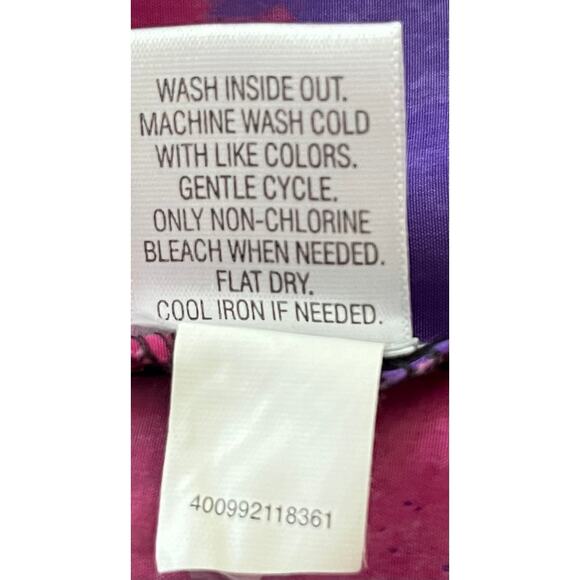 WASH INSIDE OUT.
MACHINE WASH COLD
WITH LIKE COLORS.
GENTLE CYCLE.
ONLY NON-CHLORINE
BLEACH WHEN NEEDED.
FLAT DRY.
COOL IRON IF NEEDED.
400992118361